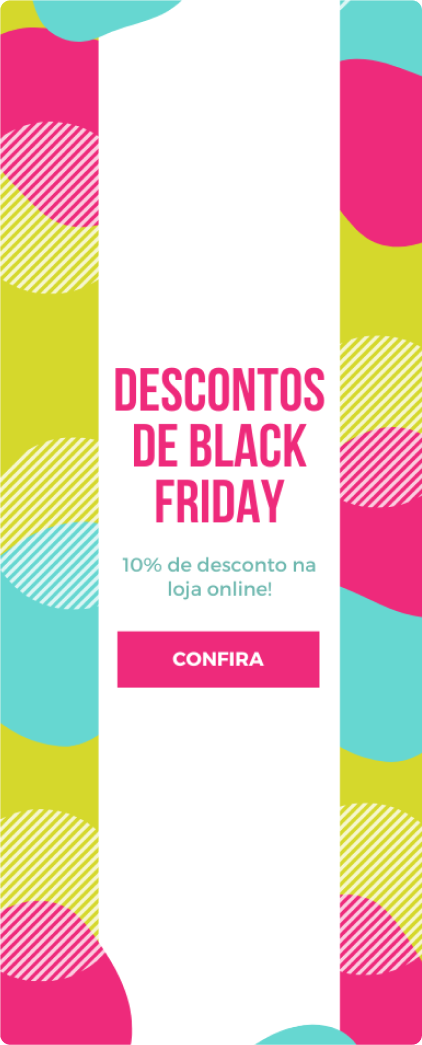 DESCONTOS
DE BLACK
FRIDAY
10% de desconto na
loja online!
CONFIRA